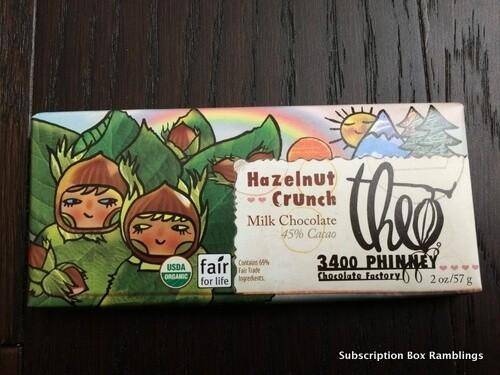 Hazelnut
Crunch
Milk Chocolate
45% Cacao
theo
3400 PHINNEY
Chocolate Factory
2 oz/57 g
USDA
ORGANIC
fair
for life
Contains 69%
Fair Trade
Ingredients.
Subscription Box Ramblings